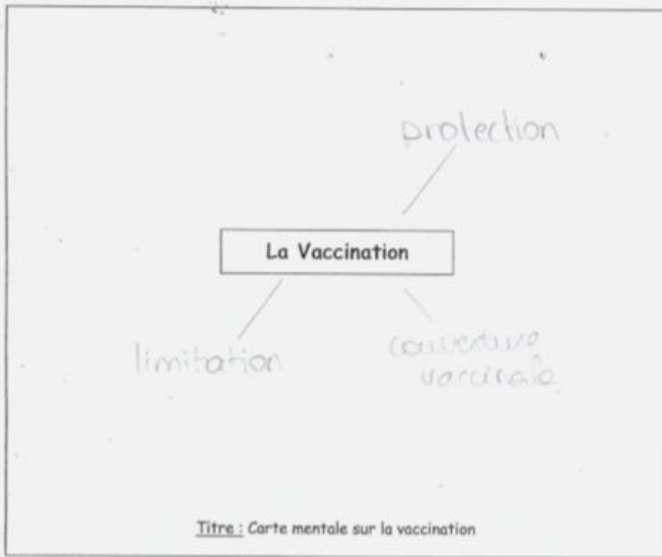 protection
La Vaccination
limitation
couverture
vaccinale
Titre : Carte mentale sur la vaccination